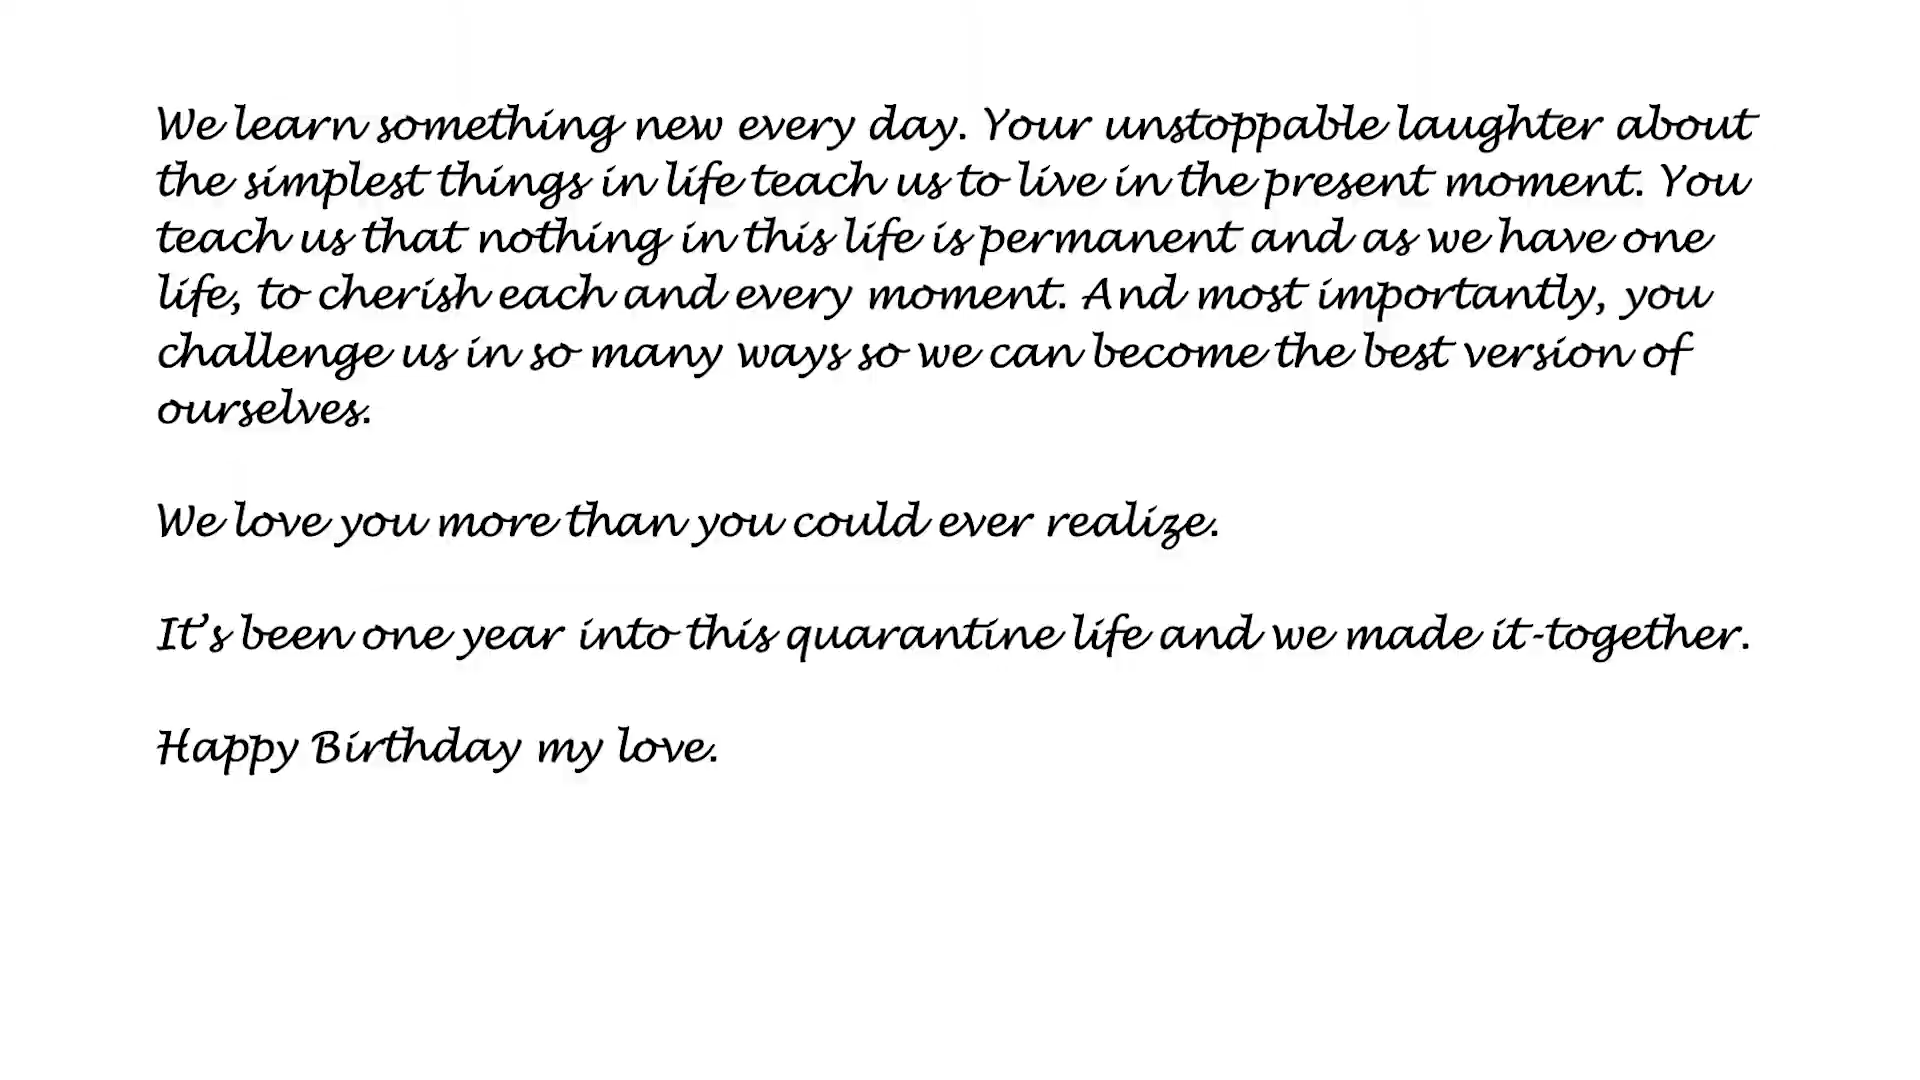 We learn something new every day. Your unstoppable laughter about
the simplest things in life teach us to live in the present moment. You
teach us that nothing in this life is permanent and as we have one
life, to cherish each and every moment. And most importantly, you
challenge us in so many ways so we can become the best version of
ourselves.
We love you more than you could ever realize.
It’s been one year into this quarantine life and we made it-together.
Happy Birthday my love.